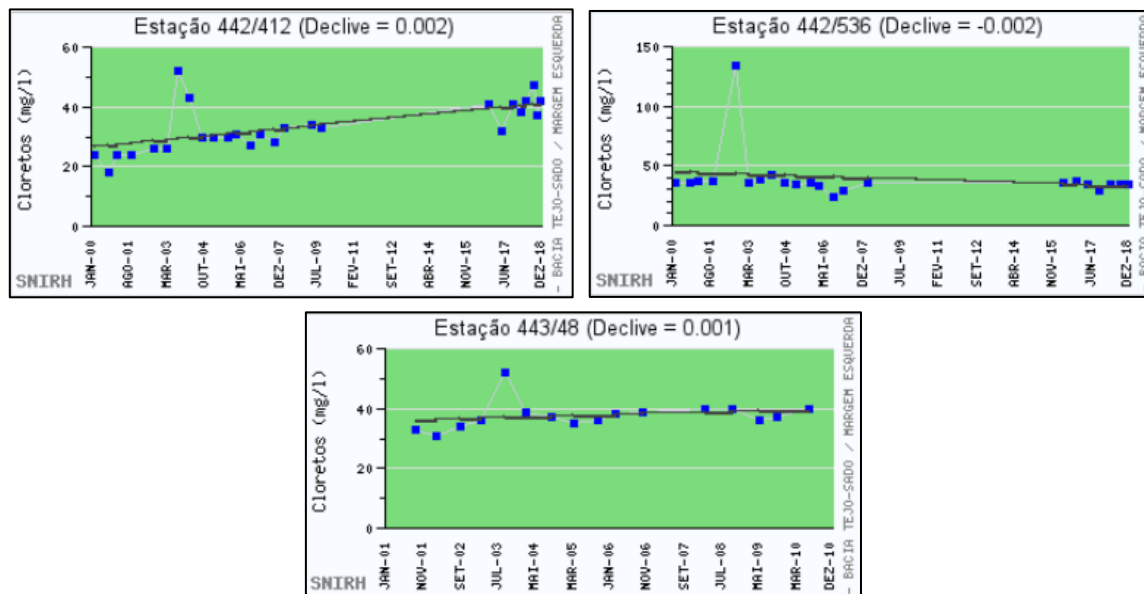 Estação 442/412 (Declive = 0.002)
Cloretos (mg/l)
60
40
20
0
JAN-00
AGO-01
MAR-03
OUT-04
MAI-06
DEZ-07
JUL-09
FEV-11
SET-12
ABR-14
NOV-15
JUN-17
DEZ-18
SNIRH
- BACIA TEJO-SADO / MARGEM ESQUERDA
Estação 442/536 (Declive = -0.002)
Cloretos (mg/l)
150
100
50
0
JAN-00
AGO-01
MAR-03
OUT-04
MAI-06
DEZ-07
JUL-09
FEV-11
SET-12
ABR-14
NOV-15
JUN-17
DEZ-18
SNIRH
- BACIA TEJO-SADO / MARGEM ESQUERDA
Estação 443/48 (Declive = 0.001)
Cloretos (mg/l)
60
40
20
0
JAN-01
NOV-01
SET-02
JUL-03
MAI-04
MAR-05
JAN-06
NOV-06
SET-07
JUL-08
MAI-09
MAR-10
DEZ-10
SNIRH
- BACIA TEJO-SADO / MARGEM ESQUERDA